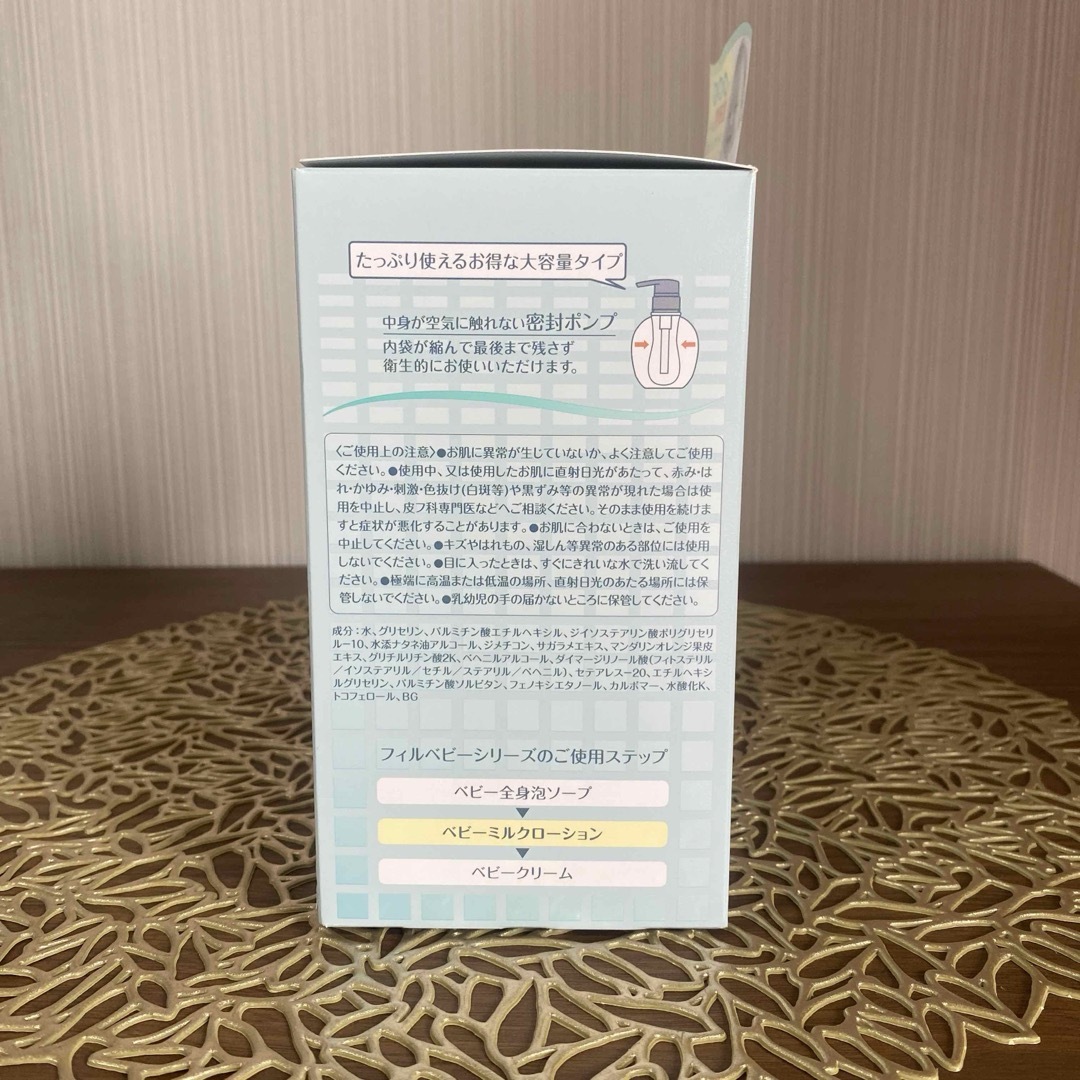 たっぷり使えるお得な大容量タイプ
中身が空気に触れない密封ポンプ
内袋が縮んで最後まで残さず
衛生的にお使いいただけます。
〈ご使用上の注意〉●お肌に異常が生じていないか、よく注意してご使用
ください。●使用中、又は使用したお肌に直射日光があたって、赤み・は
れ・かゆみ・刺激・色抜け(白斑等)や黒ずみ等の異常が現れた場合は使
用を中止し、皮フ科専門医などへご相談ください。そのまま使用を続けま
すと症状が悪化することがあります。●お肌に合わないときは、ご使用を
中止してください。●キズやはれもの、湿しん等異常のある部位には使用
しないでください。●目に入ったときは、すぐにきれいな水で洗い流してく
ださい。●極端に高温または低温の場所、直射日光のあたる場所には保
管しないでください。●乳幼児の手の届かないところに保管してください。
成分：水、グリセリン、パルミチン酸エチルヘキシル、ジイソステアリン酸ポリグリセリ
ルー10、水添ナタネ油アルコール、ジメチコン、サガラメエキス、マンダリンオレンジ果皮
エキス、グリチルリチン酸2K、ベヘニルアルコール、ダイマージリノール酸(フィトステリル
／イソステアリル／セチル／ステアリル／ベヘニル)、セテアレスー20、エチルヘキシ
ルグリセリン、パルミチン酸ソルビタン、フェノキシエタノール、カルボマー、水酸化K、
トコフェロール、BG
フィルベビーシリーズのご使用ステップ
ベビー全身泡ソープ
ベビーミルクローション
ベビークリーム